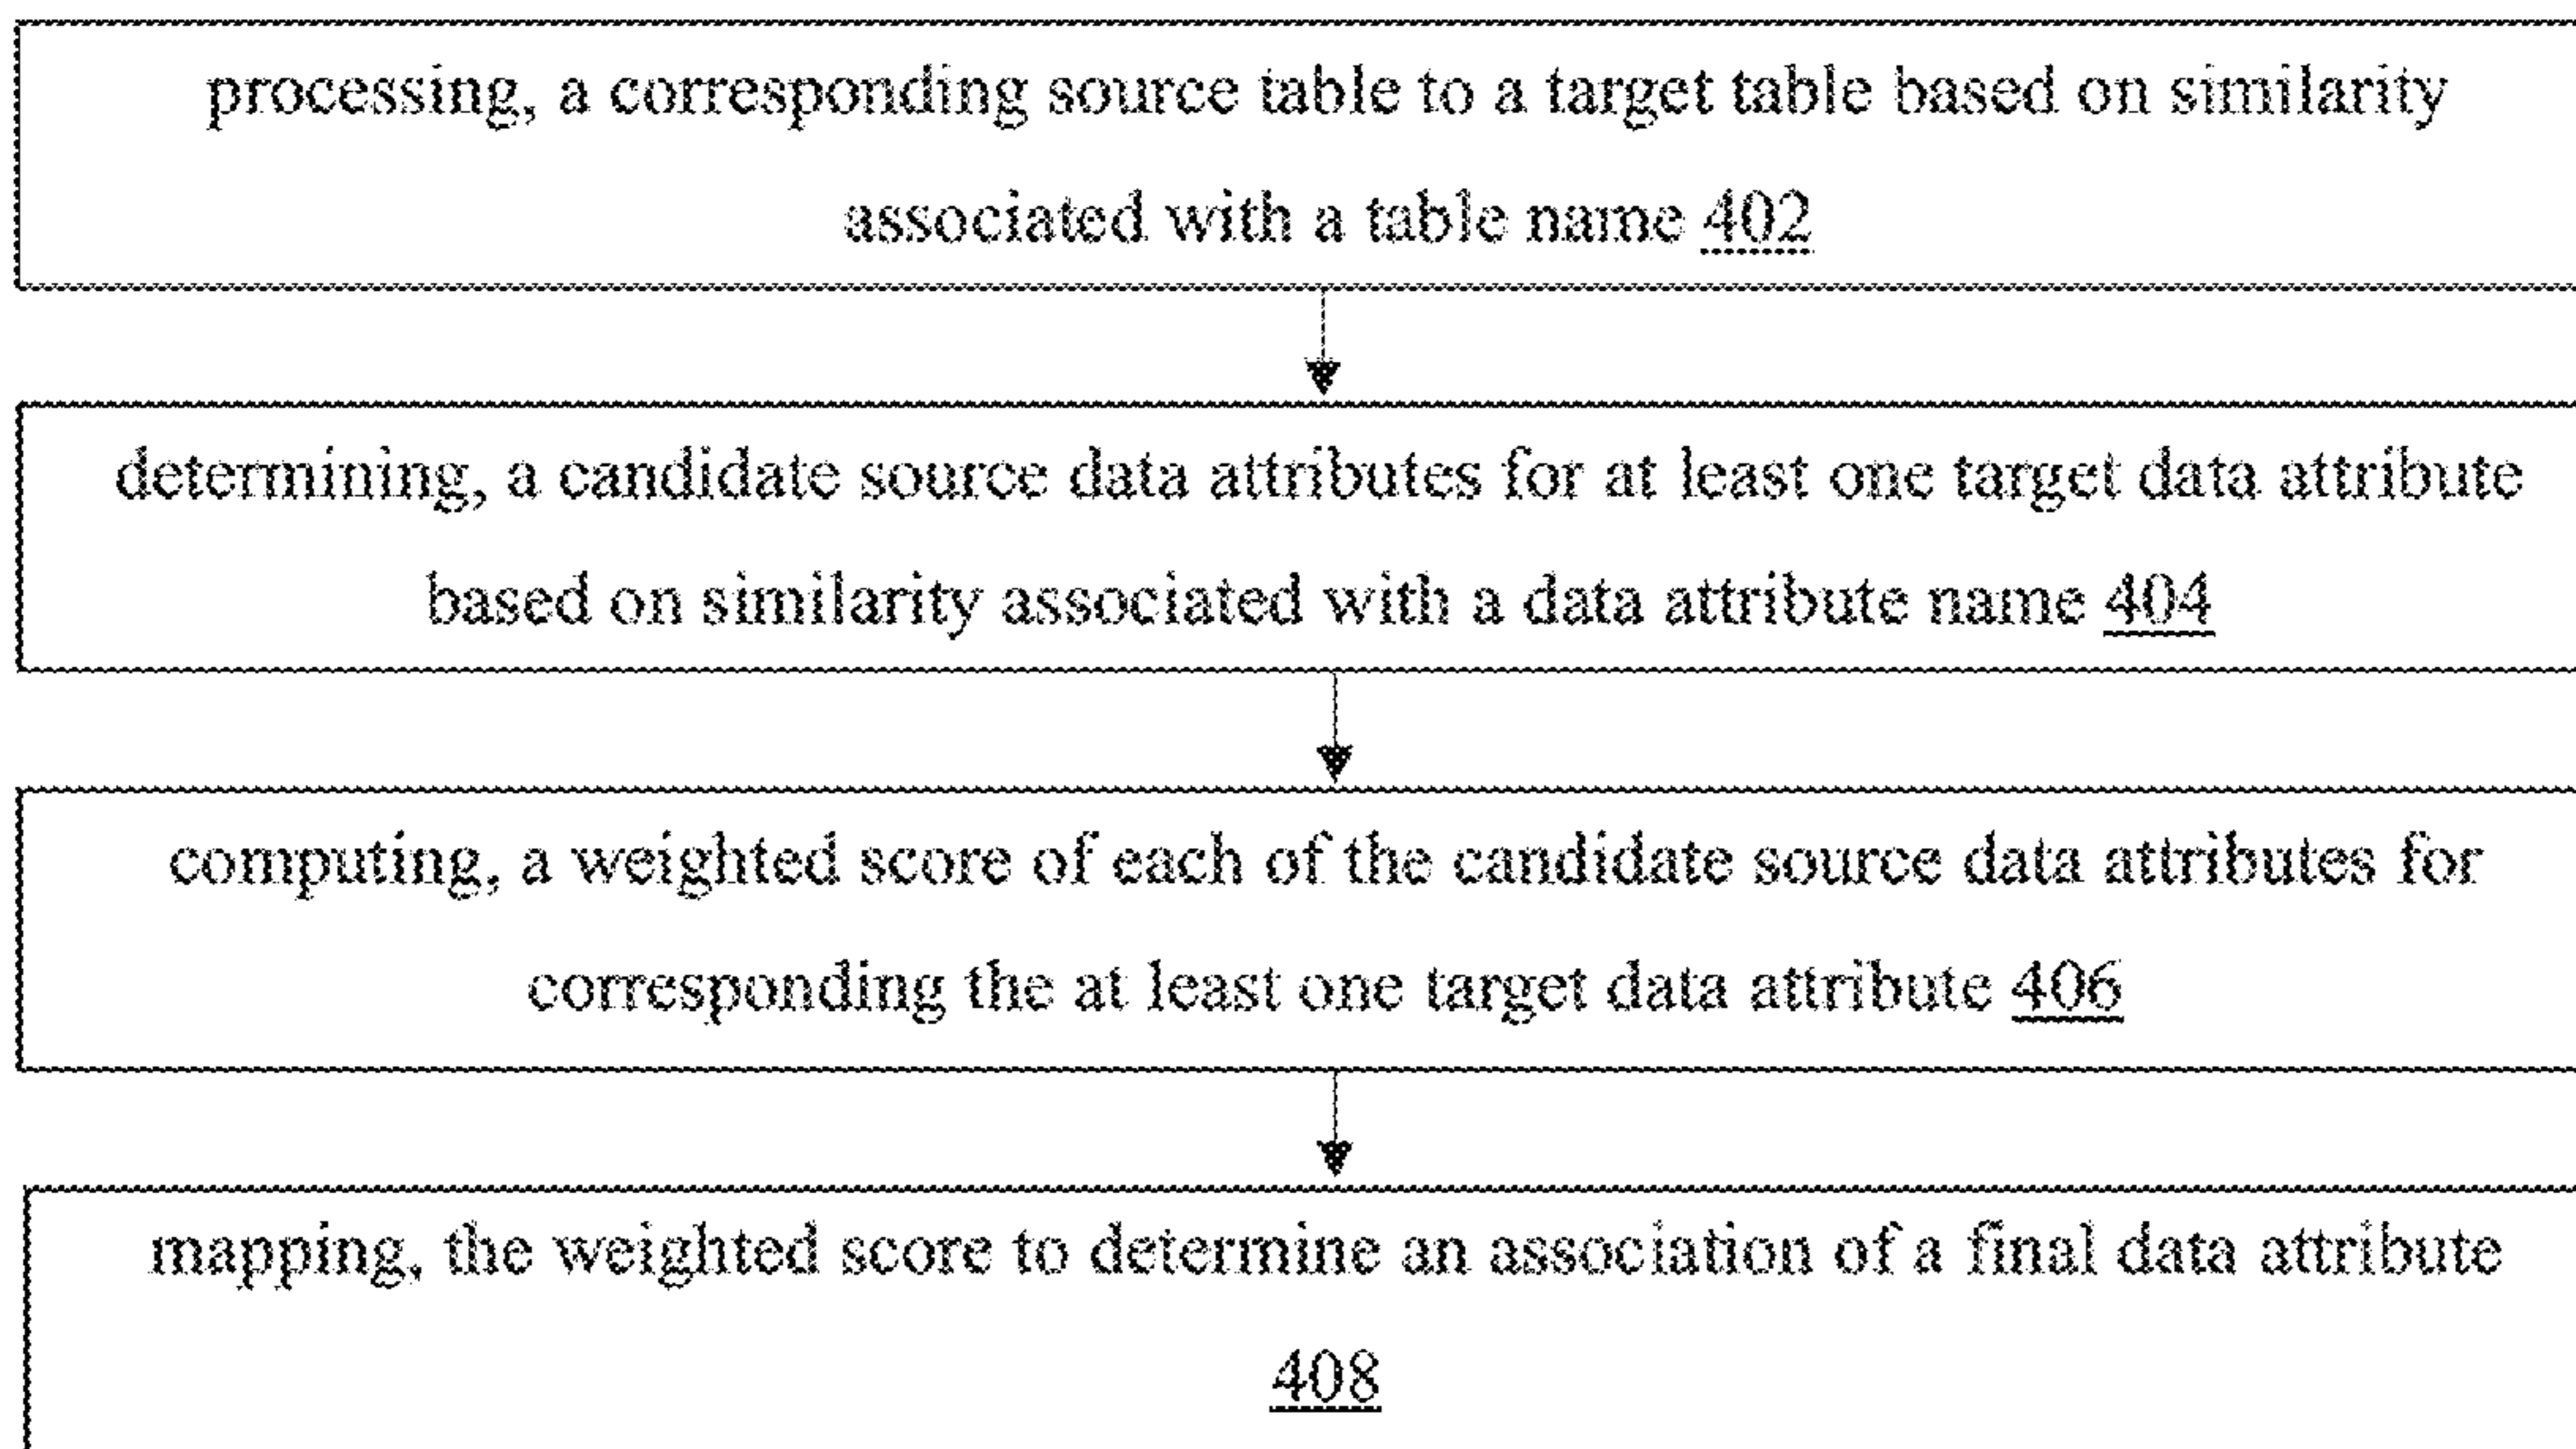 processing, a corresponding source table to a target table based on similarity
associated with a table name 402
determining, a candidate source data attributes for at least one target data attribute
based on similarity associated with a data attribute name 404
computing, a weighted score of each of the candidate source data attributes for
corresponding the at least one target data attribute 406
mapping, the weighted score to determine an association of a final data attribute
408